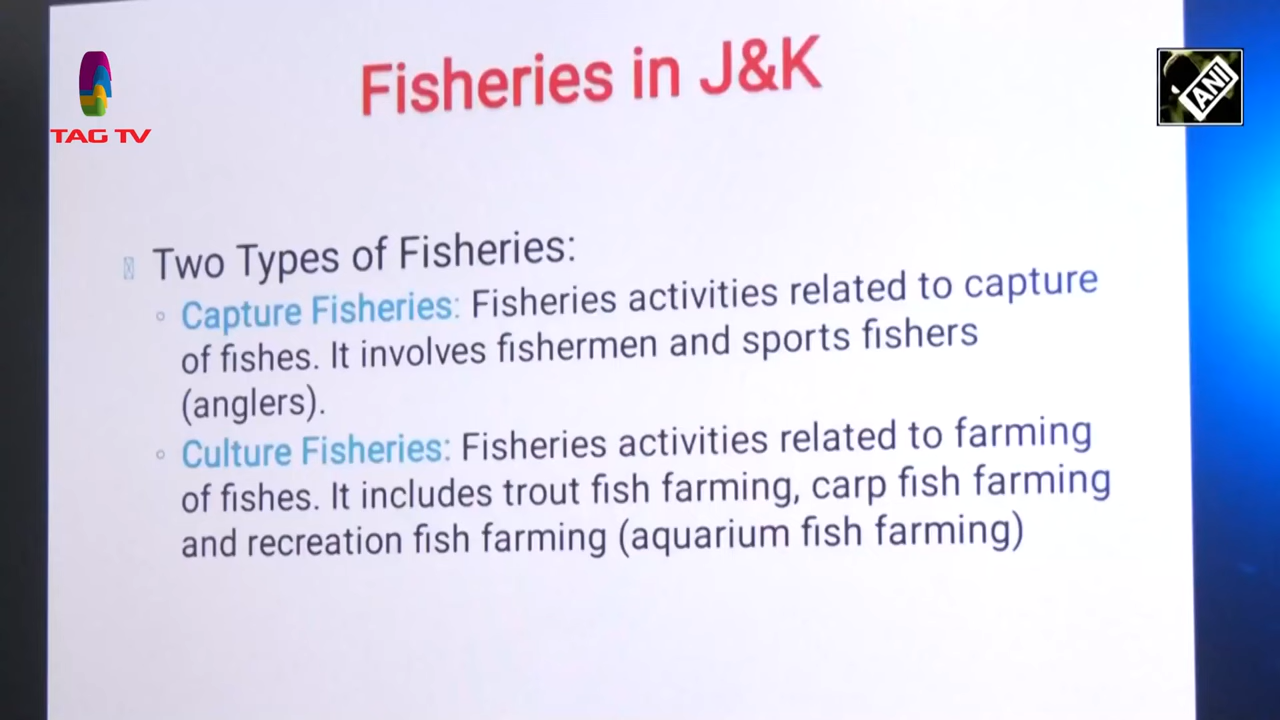 Fisheries in J&K
TAG TV
ANI
Two Types of Fisheries:
Capture Fisheries: Fisheries activities related to capture
of fishes. It involves fishermen and sports fishers
(anglers).
Culture Fisheries: Fisheries activities related to farming
of fishes. It includes trout fish farming, carp fish farming
and recreation fish farming (aquarium fish farming)